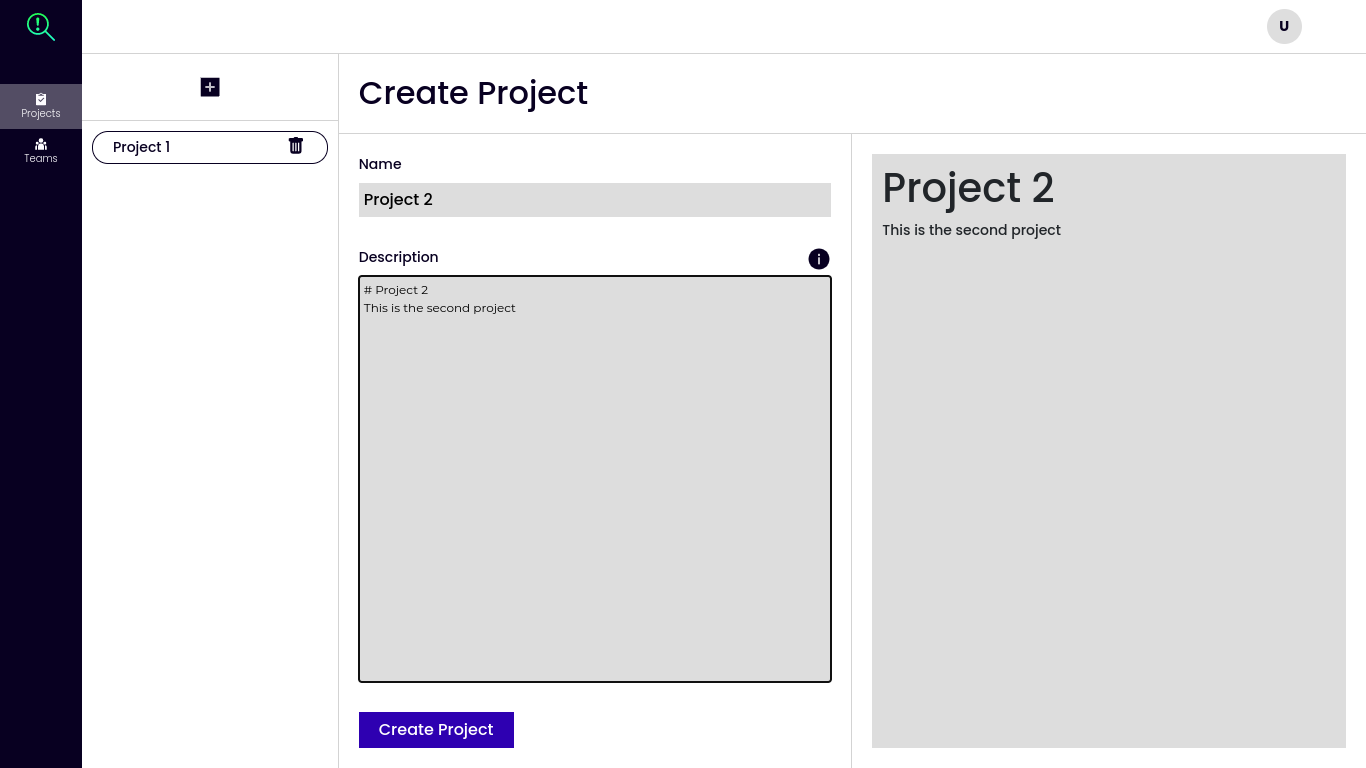 U
Projects
Teams
Project 1
Create Project
Name
Project 2
Description
# Project 2
This is the second project
Create Project
Project 2
This is the second project